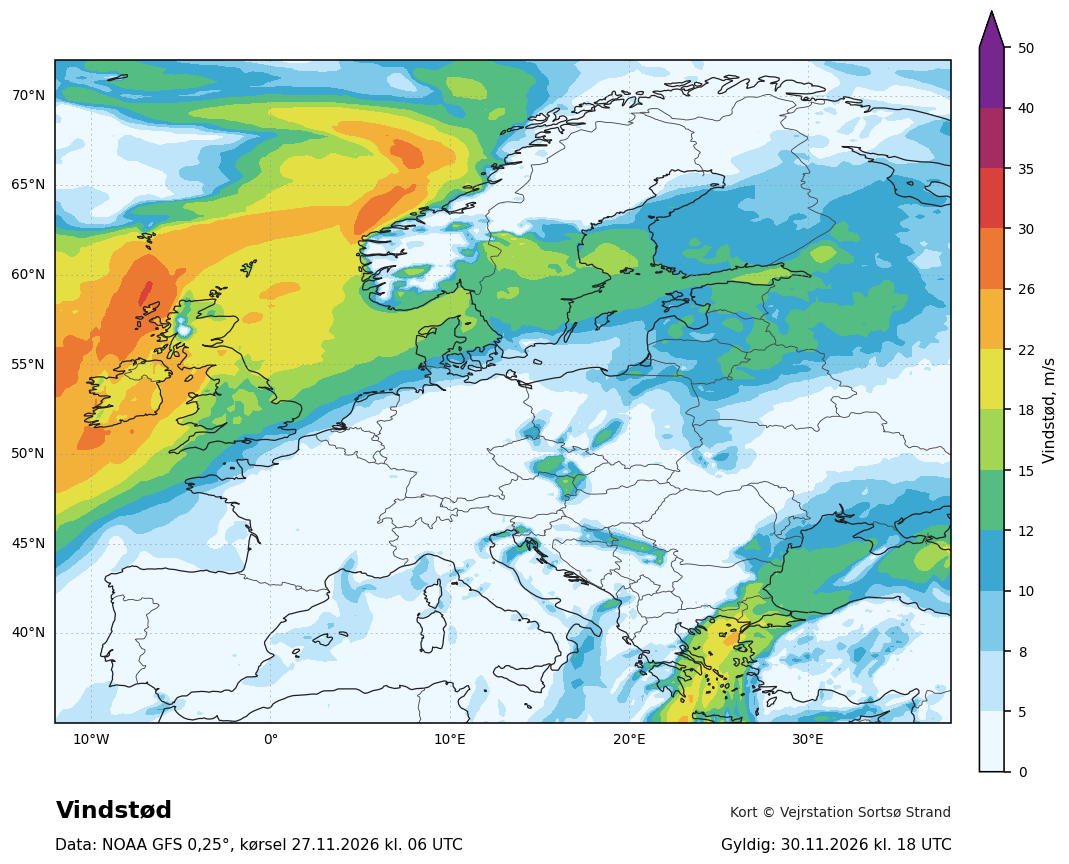 50
40
35
30
26
22
18
15
12
10
8
5
0
Vindstød, m/s
70°N
65°N
60°N
55°N
50°N
45°N
40°N
10°W
0°
10°E
20°E
30°E
Vindstød
Kort © Vejrstation Sortsø Strand
Data: NOAA GFS 0,25°, kørsel 27.11.2026 kl. 06 UTC
Gyldig: 30.11.2026 kl. 18 UTC